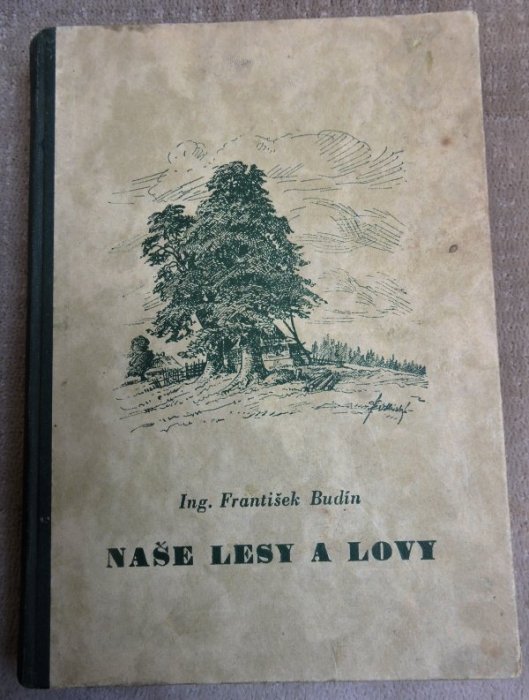 Ing. František Budín
NAŠE LESY A LOVY